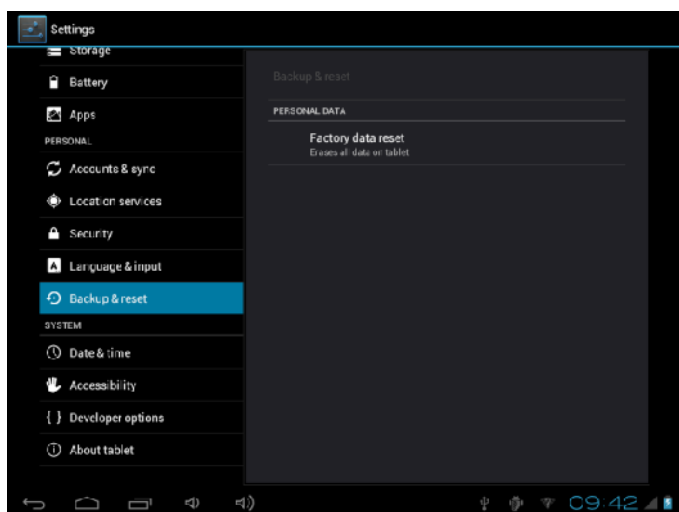 Settings
Storage
Battery
Apps
PERSONAL
Accounts & sync
Location services
Security
Language & input
Backup & reset
SYSTEM
Date & time
Accessibility
{ } Developer options
About tablet
Backup & reset
PERSONAL DATA
Factory data reset
Erases all data on tablet
09:42